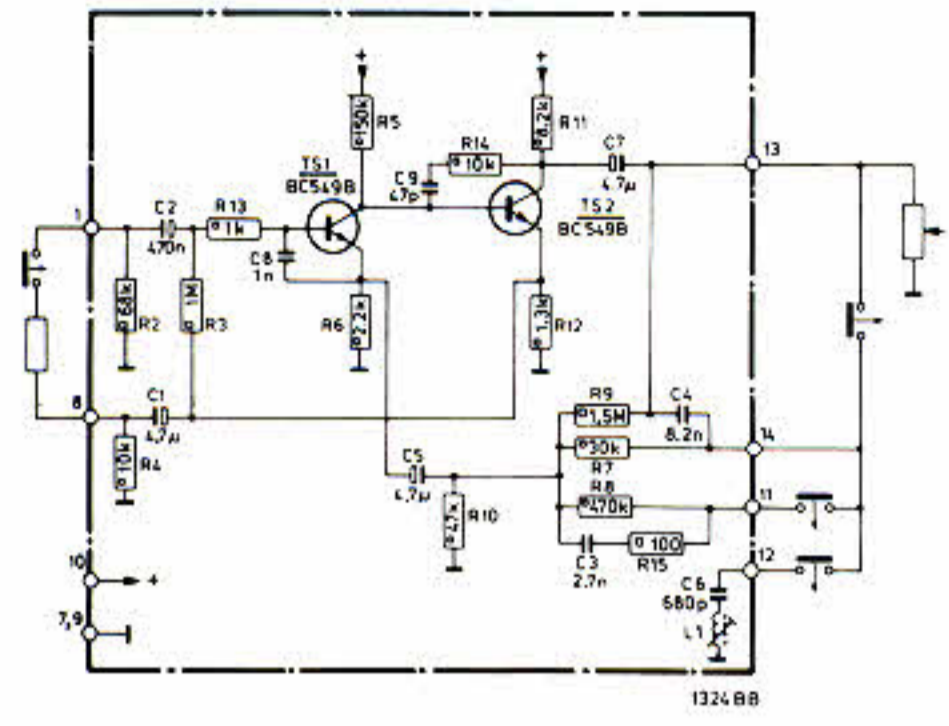 + +
150k R5
8.2k R11
R14
10k
C7
4.7µ
13
TS1
BC549B
C9
47p
TS2
BC549B
1
C2
470n
R13
1k
C8
1n
68k R2
1M R3
R6 2.2k
1.3k R12
8
C1
4.7µ
R9
1.5M
C4
8.2n
10k R4
30k
R7
14
C5
4.7µ
R8
470k
11
47k R10
100
C3
2.7n
R15
12
10 +
C6
680p
7,9
L1
1324BB